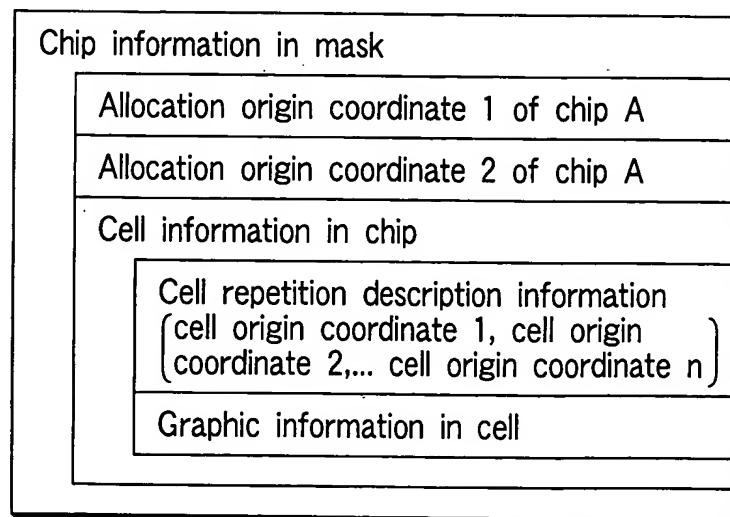 Chip information in mask
Allocation origin coordinate 1 of chip A
Allocation origin coordinate 2 of chip A
Cell information in chip
Cell repetition description information
(cell origin coordinate 1, cell origin
coordinate 2,... cell origin coordinate n)
Graphic information in cell